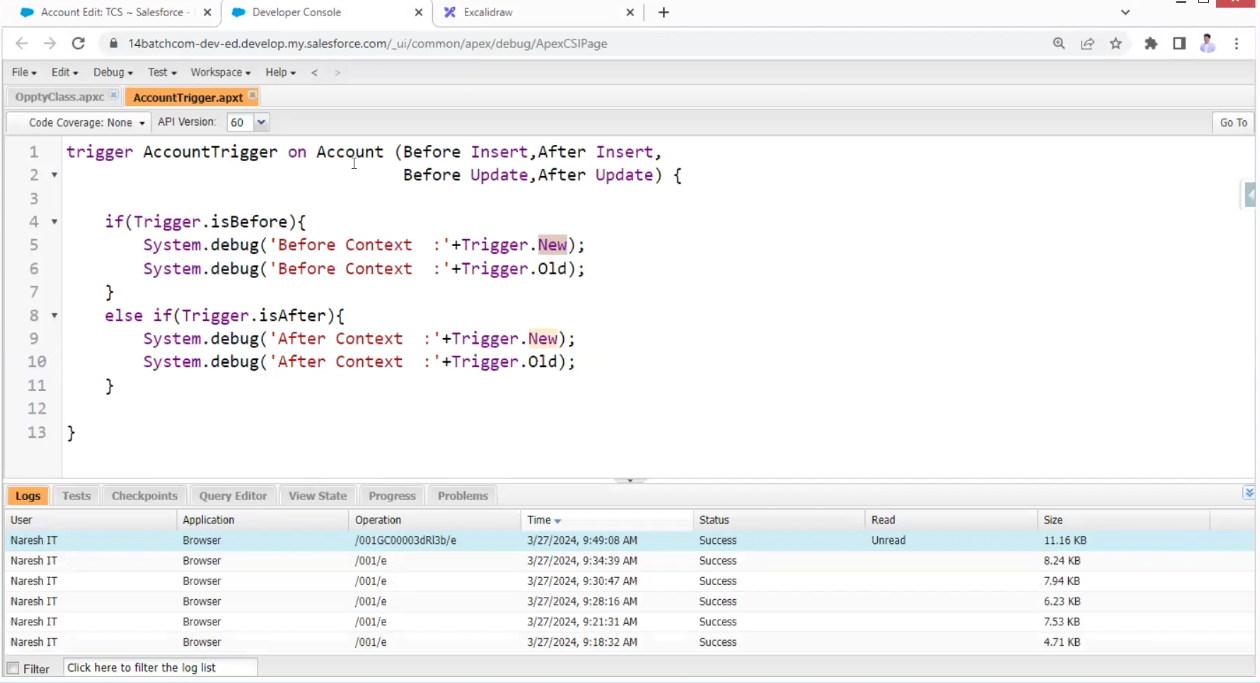 Account Edit: TCS ~ Salesforce - Developer Console Excalidraw
14batchcom-dev-ed.develop.my.salesforce.com/_ui/common/apex/debug/ApexCSIPage
File Edit Debug Test Workspace Help < >
OpptyClass.apxc AccountTrigger.apxt
Code Coverage: None API Version: 60 Go To
1 trigger AccountTrigger on Account (Before Insert,After Insert,
2 Before Update,After Update) {
3
4 if(Trigger.isBefore){
5 System.debug('Before Context :'+Trigger.New);
6 System.debug('Before Context :'+Trigger.Old);
7 }
8 else if(Trigger.isAfter){
9 System.debug('After Context :'+Trigger.New);
10 System.debug('After Context :'+Trigger.Old);
11 }
12
13 }
Logs Tests Checkpoints Query Editor View State Progress Problems
User Application Operation Time Status Read Size
Naresh IT Browser /001GC00003dRl3b/e 3/27/2024, 9:49:08 AM Success Unread 11.16 KB
Naresh IT Browser /001/e 3/27/2024, 9:34:39 AM Success 8.24 KB
Naresh IT Browser /001/e 3/27/2024, 9:30:47 AM Success 7.94 KB
Naresh IT Browser /001/e 3/27/2024, 9:28:16 AM Success 6.23 KB
Naresh IT Browser /001/e 3/27/2024, 9:21:31 AM Success 7.53 KB
Naresh IT Browser /001/e 3/27/2024, 9:18:32 AM Success 4.71 KB
Filter Click here to filter the log list